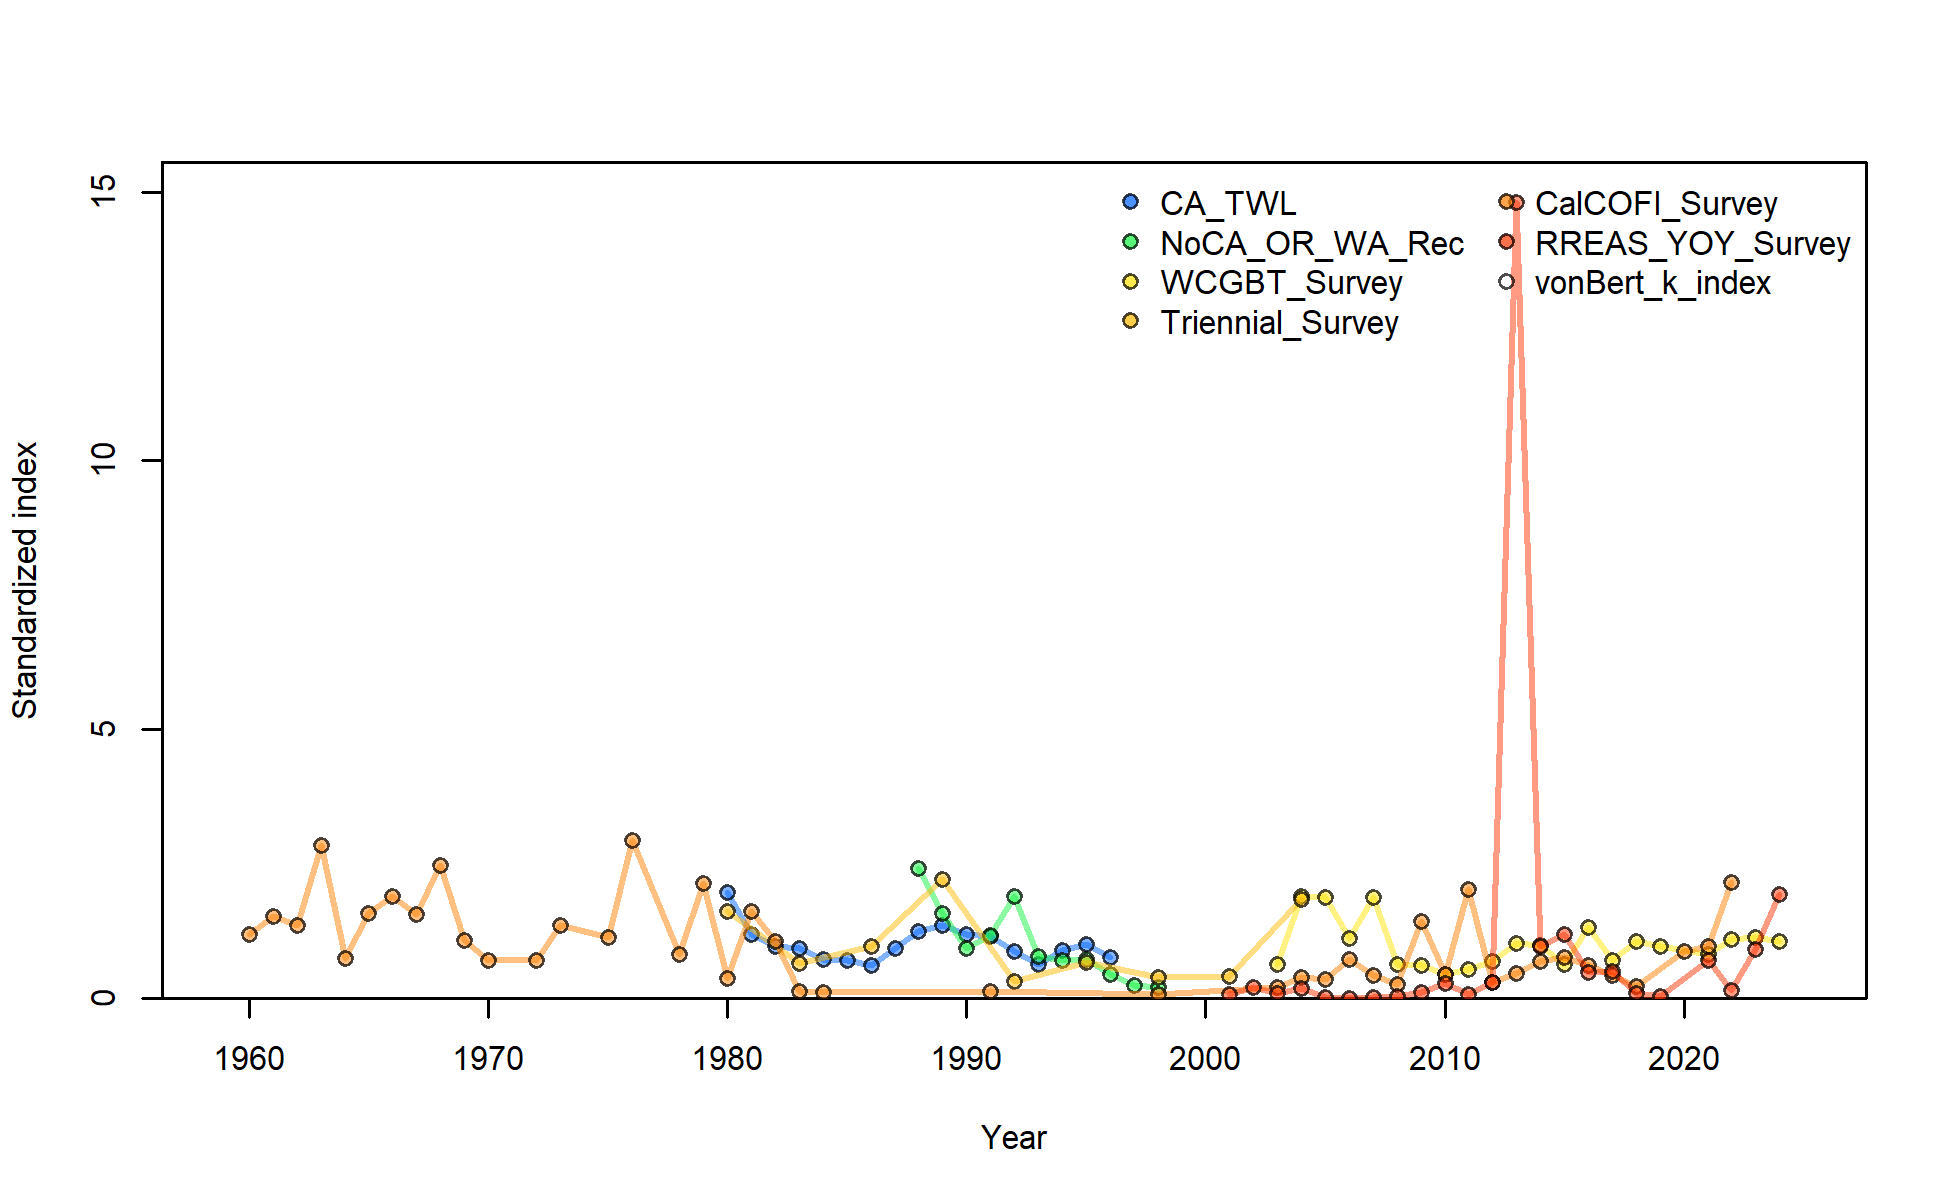 15
10
5
0
Standardized index
CA_TWL
NoCA_OR_WA_Rec
WCGBT_Survey
Triennial_Survey
CalCOFI_Survey
RREAS_YOY_Survey
vonBert_k_index
1960 1970 1980 1990 2000 2010 2020
Year